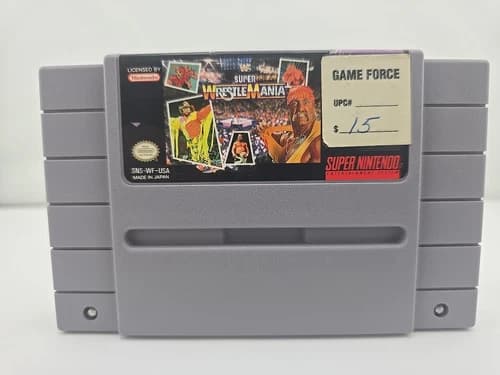 LICENSED BY
Nintendo
SUPER
WRESTLEMANIA
GAME FORCE
UPC# ______
$ 15
SNS-WF-USA
MADE IN JAPAN
SUPER NINTENDO
ENTERTAINMENT SYSTEM